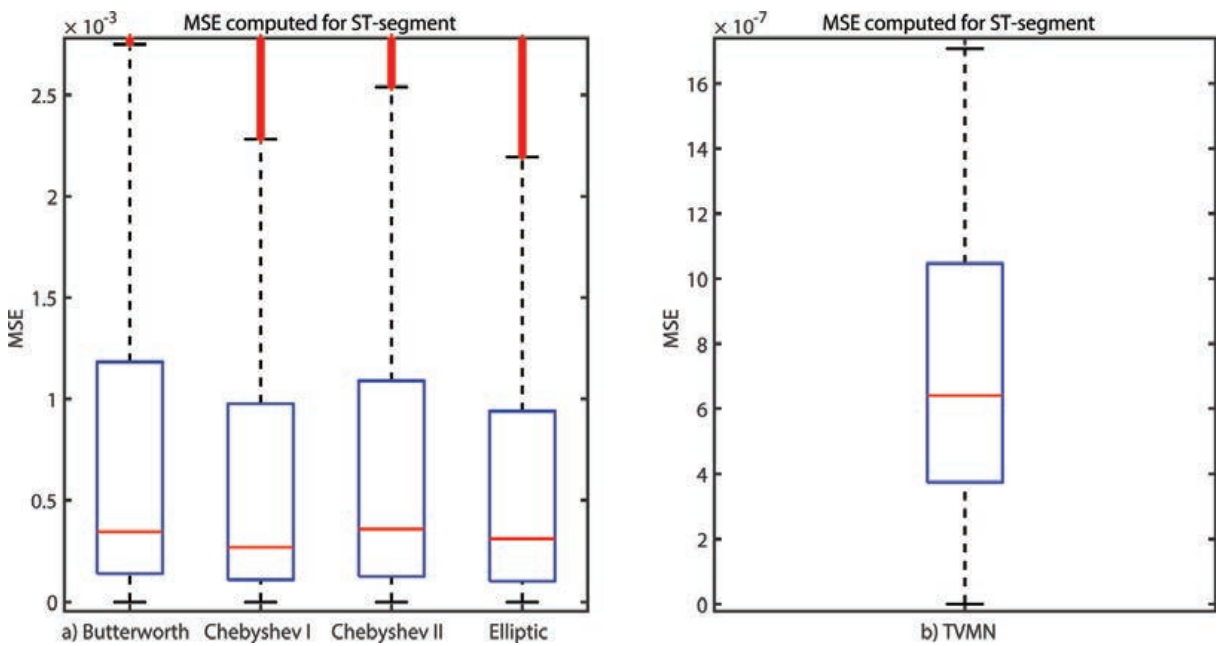 × 10⁻³
MSE computed for ST-segment
2.5
2
1.5
1
0.5
0
MSE
a) Butterworth
Chebyshev I
Chebyshev II
Elliptic
× 10⁻⁷
MSE computed for ST-segment
16
14
12
10
8
6
4
2
0
MSE
b) TVMN